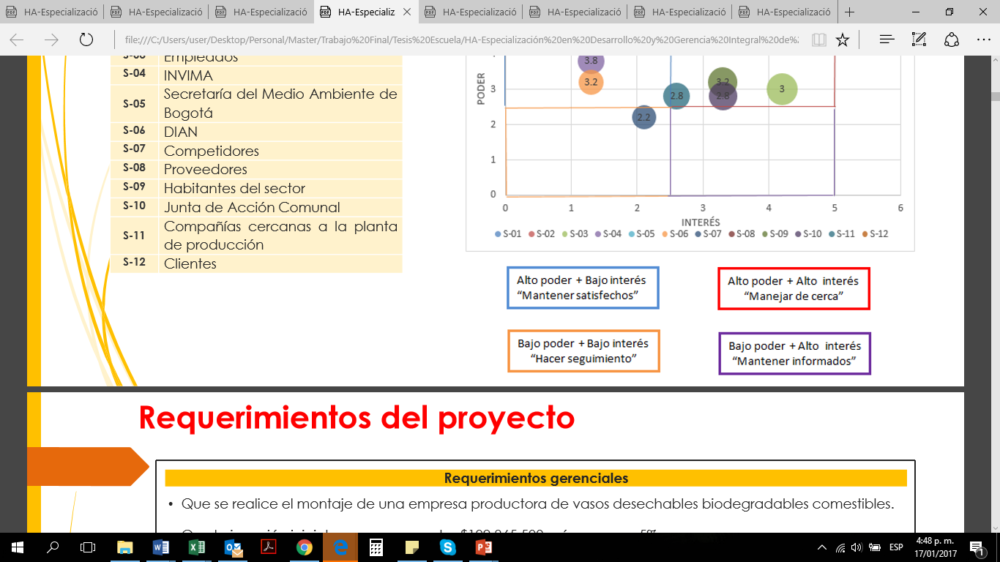 HA-Especializació
HA-Especializació
HA-Especializació
HA-Especializ
HA-Especializació
HA-Especializació
HA-Especializació
HA-Especializació
file:///C:/Users/user/Desktop/Personal/Master/Trabajo%20Final/Tesis%20Escuela/HA-Especialización%20en%20Desarrollo%20y%20Gerencia%20Integral%20de%
Empleados
S-04 INVIMA
S-05 Secretaría del Medio Ambiente de
Bogotá
S-06 DIAN
S-07 Competidores
S-08 Proveedores
S-09 Habitantes del sector
S-10 Junta de Acción Comunal
S-11 Compañías cercanas a la planta
de producción
S-12 Clientes
PODER
3
2
1
0
3.8
3.2
2.2
2.8
3.2
2.8
3
0 1 2 3 4 5 6
INTERÉS
S-01 S-02 S-03 S-04 S-05 S-06 S-07 S-08 S-09 S-10 S-11 S-12
Alto poder + Bajo interés
“Mantener satisfechos”
Alto poder + Alto interés
“Manejar de cerca”
Bajo poder + Bajo interés
“Hacer seguimiento”
Bajo poder + Alto interés
“Mantener informados”
Requerimientos del proyecto
Requerimientos gerenciales
• Que se realice el montaje de una empresa productora de vasos desechables biodegradables comestibles.
ESP
4:48 p. m.
17/01/2017
1